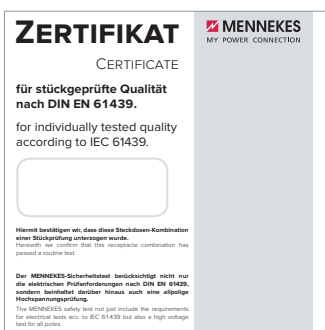 ZERTIFIKAT
MENNEKES
MY POWER CONNECTION
CERTIFICATE
für stückgeprüfte Qualität
nach DIN EN 61439.
for individually tested quality
according to IEC 61439.
Hiermit bestätigen wir, dass diese Steckdosen-Kombination
einer Stückprüfung unterzogen wurde.
Herewith we confirm that this receptacle combination has
passed a routine test.
Der MENNEKES-Sicherheitstest berücksichtigt nicht nur
die elektrischen Prüfanforderungen nach DIN EN 61439,
sondern beinhaltet darüber hinaus auch eine allpolige
Hochspannungsprüfung.
The MENNEKES safety test not just include the requirements
for electrical tests acc. to IEC 61439 but also a high voltage
test for all poles.